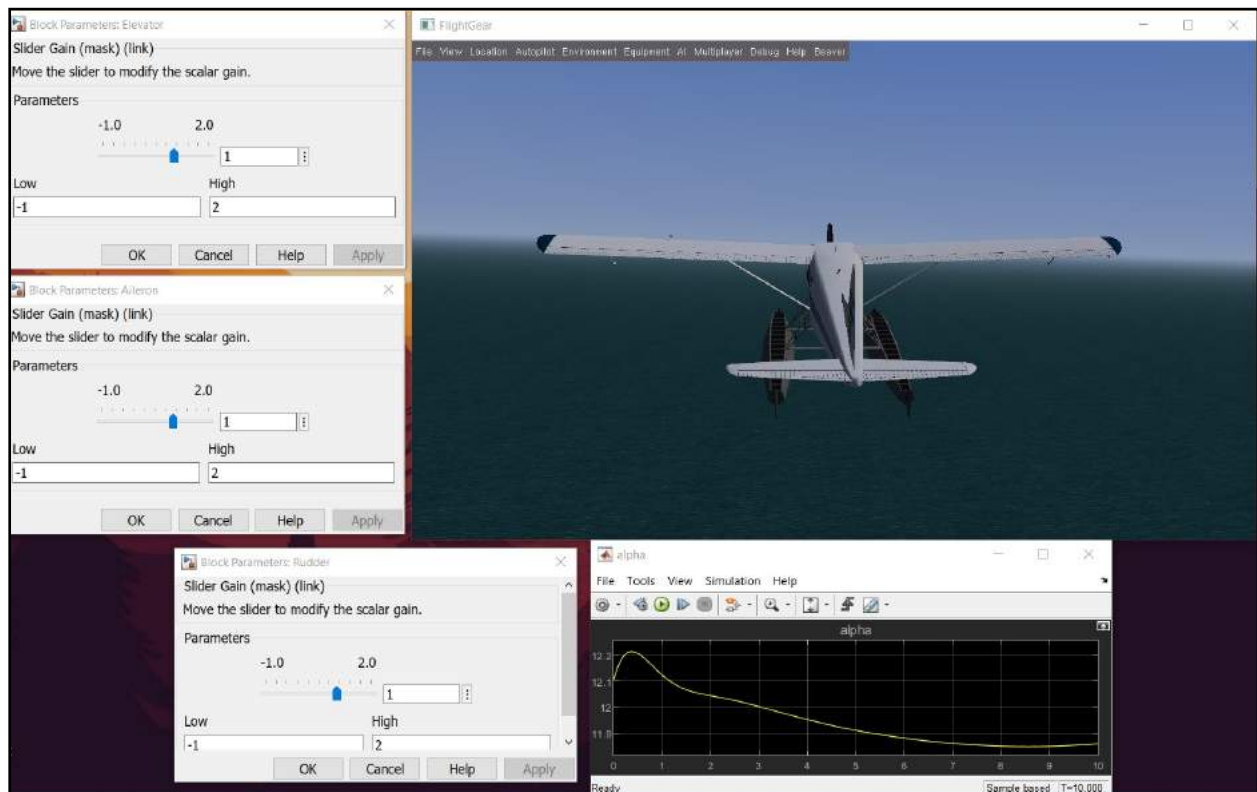 Block Parameters: Elevator
Slider Gain (mask) (link)
Move the slider to modify the scalar gain.
Parameters
-1.0 2.0
1
Low High
-1 2
OK Cancel Help Apply
Block Parameters: Aileron
Slider Gain (mask) (link)
Move the slider to modify the scalar gain.
Parameters
-1.0 2.0
1
Low High
-1 2
OK Cancel Help Apply
FlightGear
File View Location Autopilot Environment Equipment AI Multiplayer Debug Help Beaver
Block Parameters: Rudder
Slider Gain (mask) (link)
Move the slider to modify the scalar gain.
Parameters
-1.0 2.0
1
Low High
-1 2
OK Cancel Help Apply
alpha
File Tools View Simulation Help
alpha
12.2
12.1
12
11.9
0 1 2 3 4 5 6 7 8 9 10
Ready Sample based T=10.000